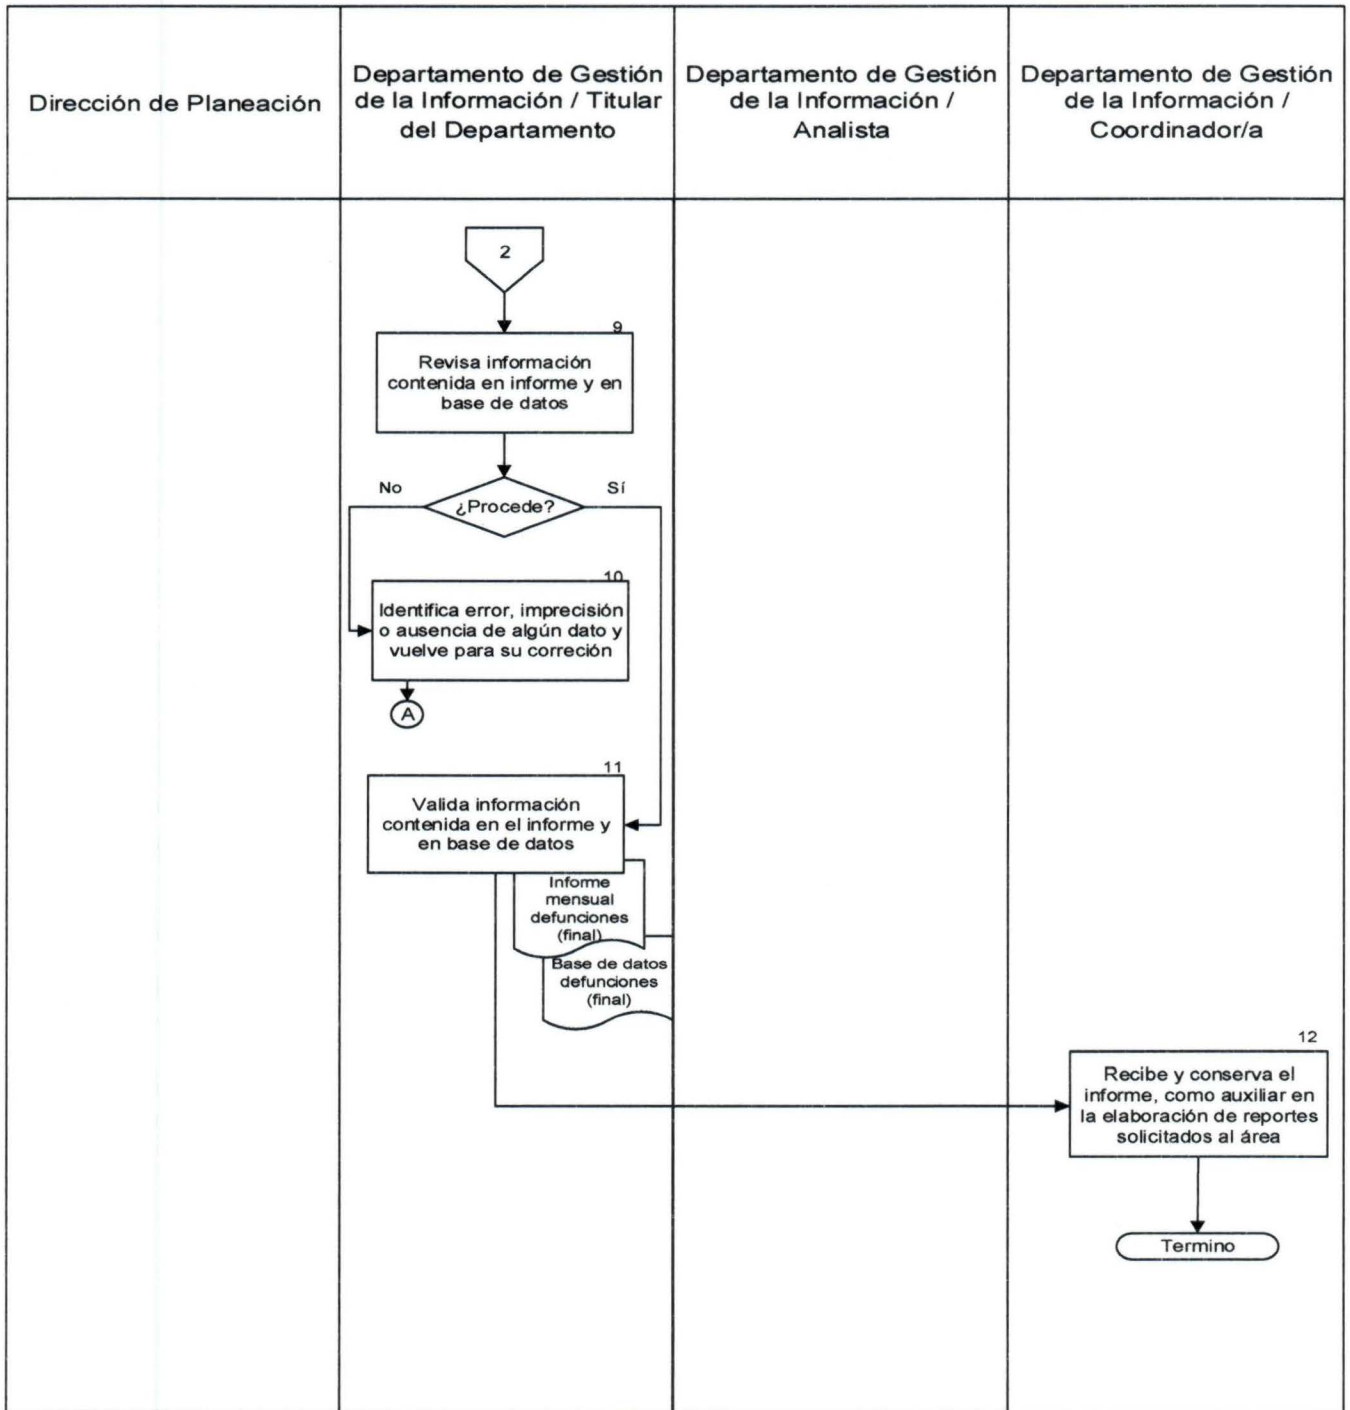 Dirección de Planeación
Departamento de Gestión
de la Información / Titular
del Departamento
Departamento de Gestión
de la Información /
Analista
Departamento de Gestión
de la Información /
Coordinador/a
2
9
Revisa información
contenida en informe y en
base de datos
No
Sí
¿Procede?
10
Identifica error, imprecisión
o ausencia de algún dato y
vuelve para su correción
A
11
Valida información
contenida en el informe y
en base de datos
Informe
mensual
defunciones
(final)
Base de datos
defunciones
(final)
12
Recibe y conserva el
informe, como auxiliar en
la elaboración de reportes
solicitados al área
Termino